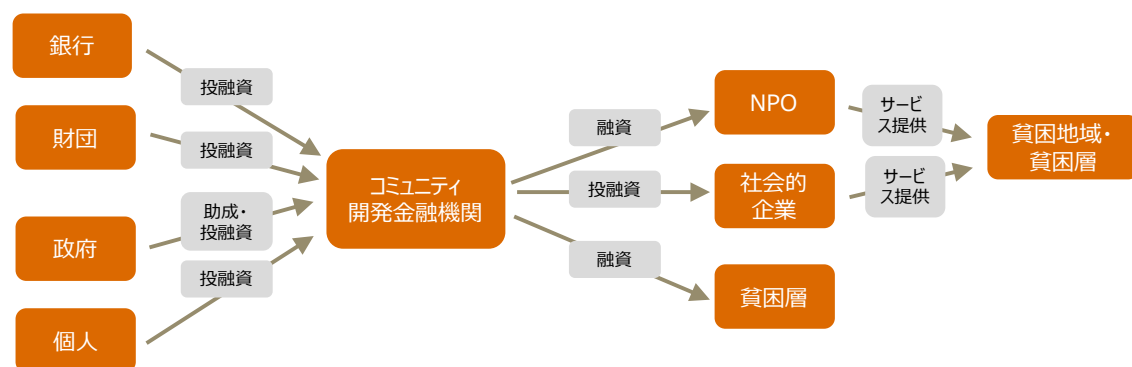 銀行
投融資
財団
投融資
政府
助成・
投融資
個人
投融資
コミュニティ
開発金融機関
融資
NPO
投融資
社会的
企業
融資
貧困層
サービ
ス提供
サービ
ス提供
貧困地域・
貧困層